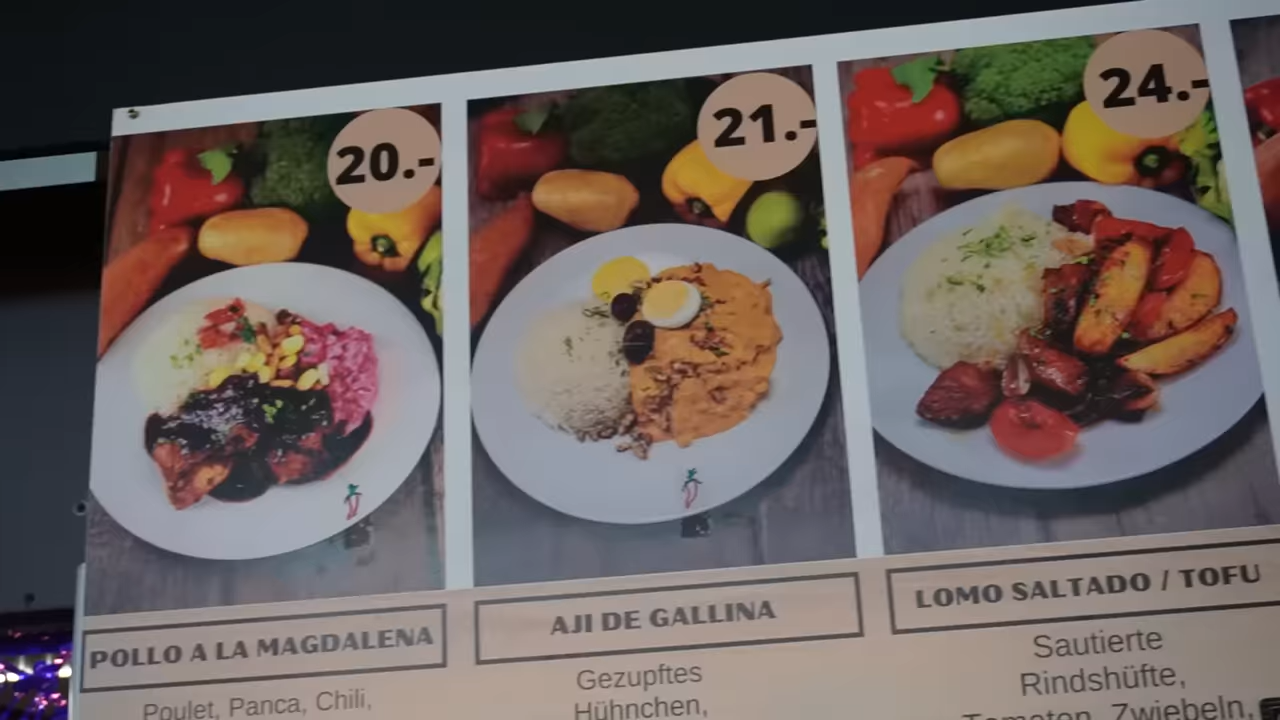 20.-
21.-
24.-
POLLO A LA MAGDALENA
Poulet, Panca, Chili,
AJI DE GALLINA
Gezupftes
Hühnchen,
LOMO SALTADO / TOFU
Sautierte
Rindshüfte,
Tomaten, Zwiebeln,